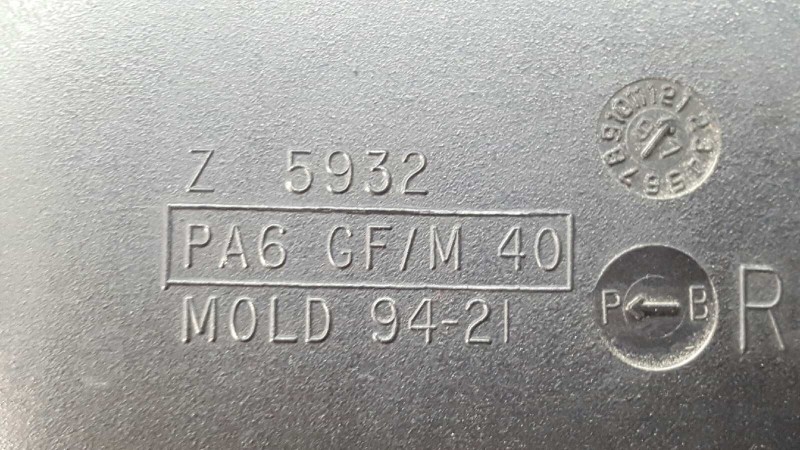 Z 5932
PA6 GF/M 40
MOLD 94-21
P B
R